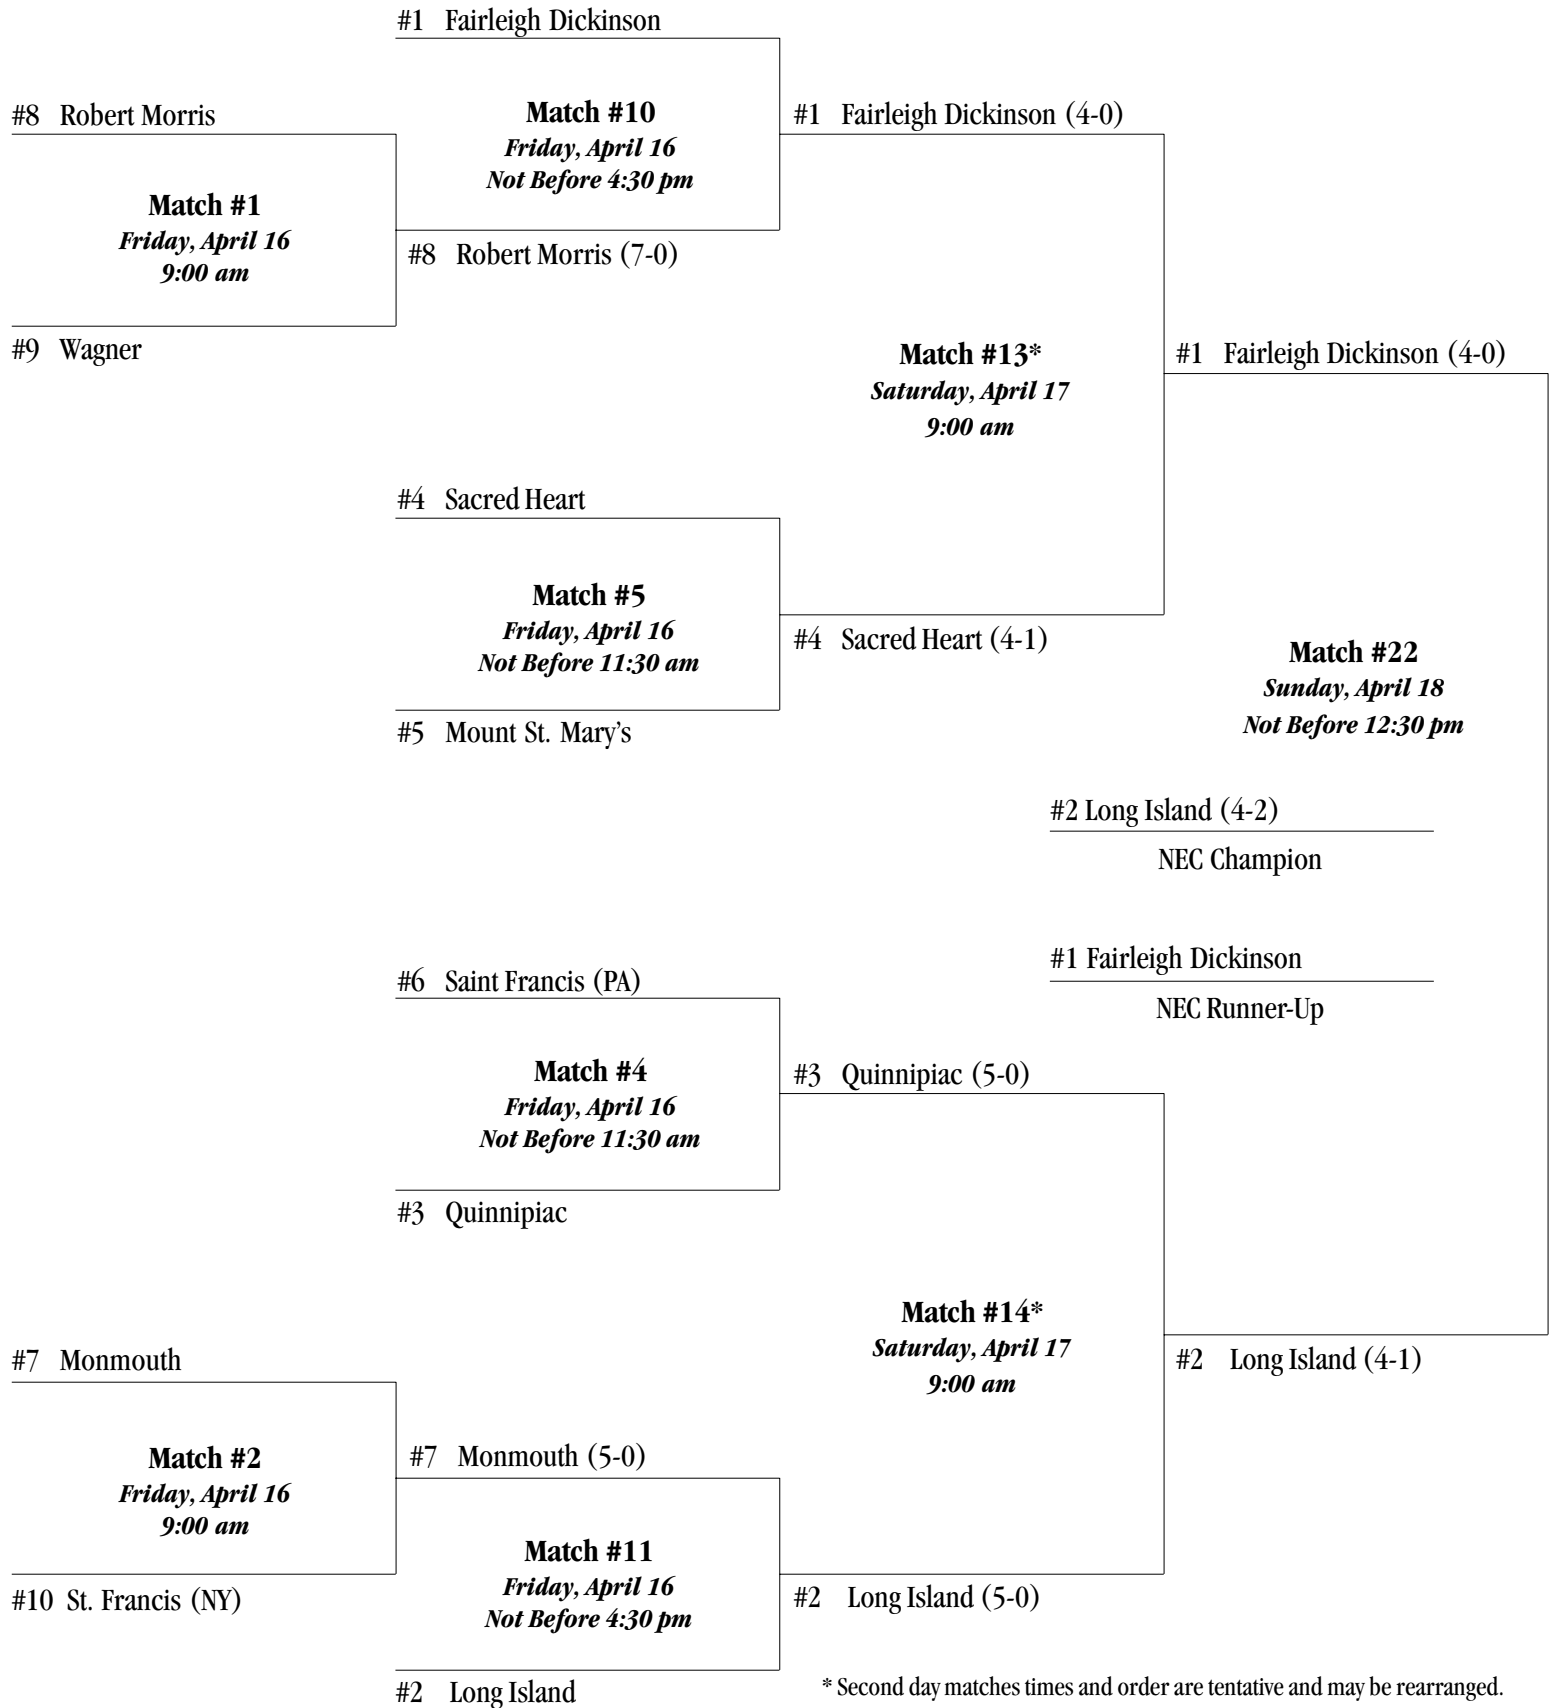 #1 Fairleigh Dickinson
#8 Robert Morris
Match #10
Friday, April 16
Not Before 4:30 pm
#1 Fairleigh Dickinson (4-0)
Match #1
Friday, April 16
9:00 am
#8 Robert Morris (7-0)
#9 Wagner
Match #13*
Saturday, April 17
9:00 am
#1 Fairleigh Dickinson (4-0)
#4 Sacred Heart
Match #5
Friday, April 16
Not Before 11:30 am
#4 Sacred Heart (4-1)
#5 Mount St. Mary’s
Match #22
Sunday, April 18
Not Before 12:30 pm
#2 Long Island (4-2)
NEC Champion
#1 Fairleigh Dickinson
NEC Runner-Up
#6 Saint Francis (PA)
Match #4
Friday, April 16
Not Before 11:30 am
#3 Quinnipiac (5-0)
#3 Quinnipiac
Match #14*
Saturday, April 17
9:00 am
#2 Long Island (4-1)
#7 Monmouth
Match #2
Friday, April 16
9:00 am
#7 Monmouth (5-0)
#10 St. Francis (NY)
Match #11
Friday, April 16
Not Before 4:30 pm
#2 Long Island (5-0)
#2 Long Island
* Second day matches times and order are tentative and may be rearranged.